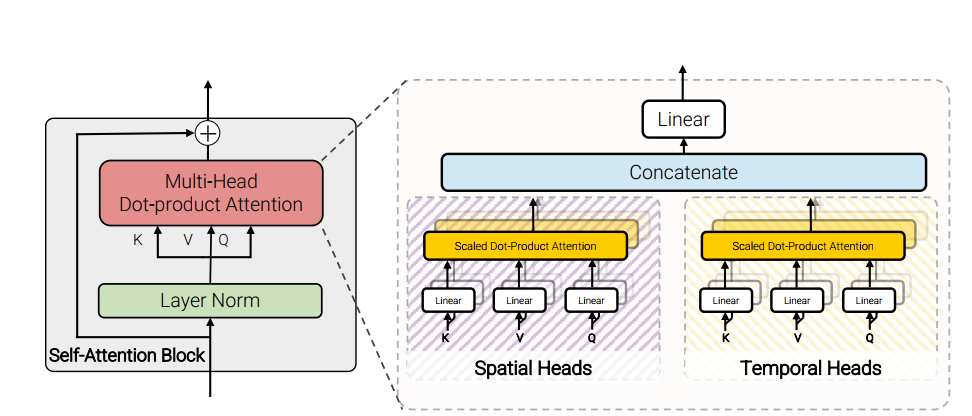 Multi-Head
Dot-product Attention
K V Q
Layer Norm
Self-Attention Block
Linear
Concatenate
Scaled Dot-Product Attention
Linear Linear Linear
K V Q
Spatial Heads
Scaled Dot-Product Attention
Linear Linear Linear
K V Q
Temporal Heads